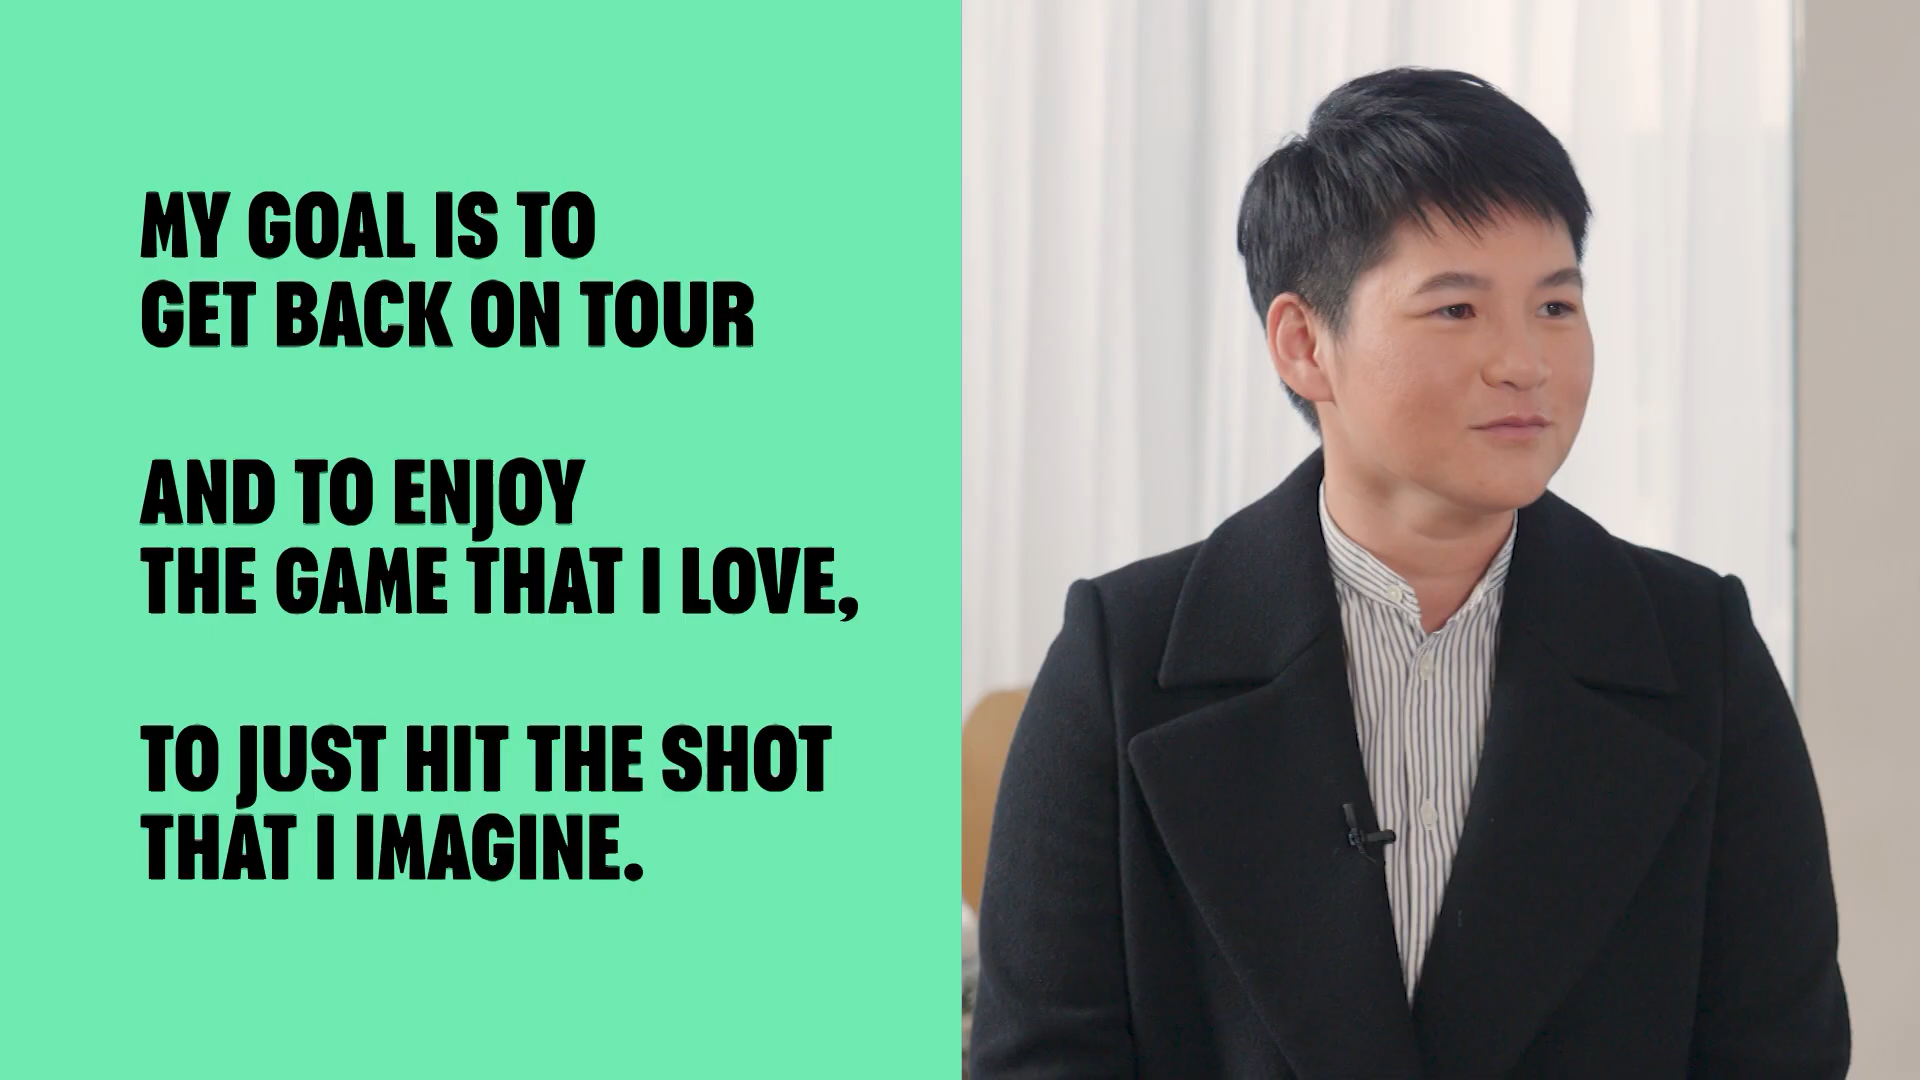 MY GOAL IS TO
GET BACK ON TOUR
AND TO ENJOY
THE GAME THAT I LOVE,
TO JUST HIT THE SHOT
THAT I IMAGINE.